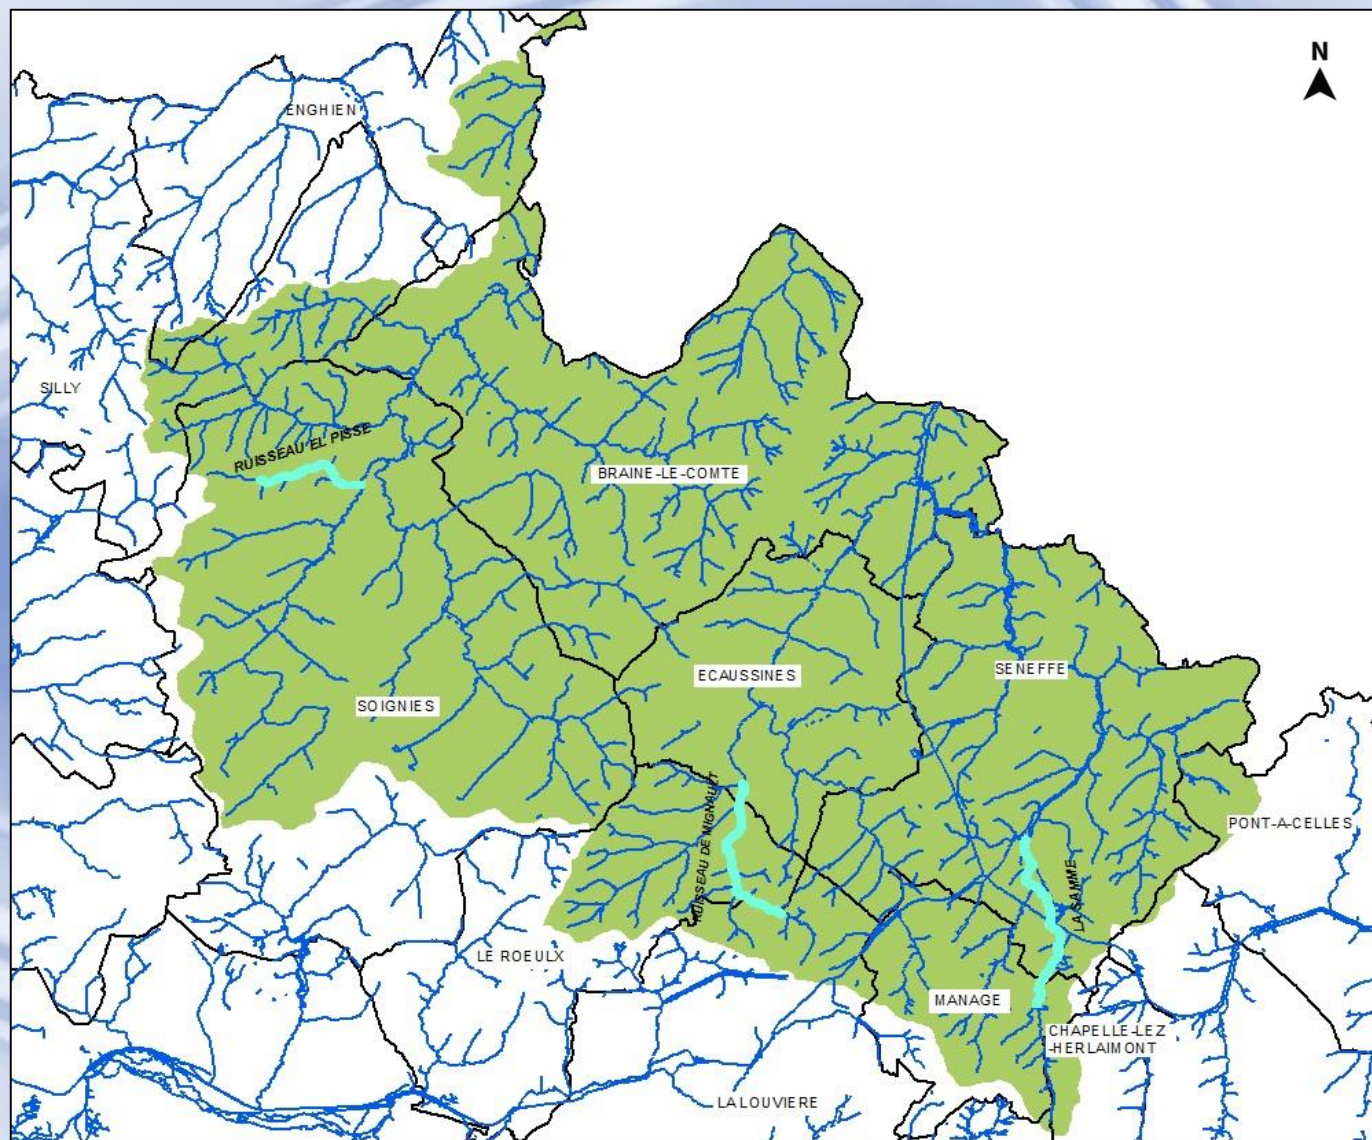 N
ENGHIEN
SILLY
RUISSEAU EL PISSE
BRAINE-LE-COMTE
ECAUSSINES
SENEFFE
SOIGNIES
RUISSEAU DE MIGNAULT
PONT-A-CELLES
LA SAMME
LE ROEULX
MANAGE
CHAPELLE-LEZ
-HERLAIMONT
LA LOUVIERE